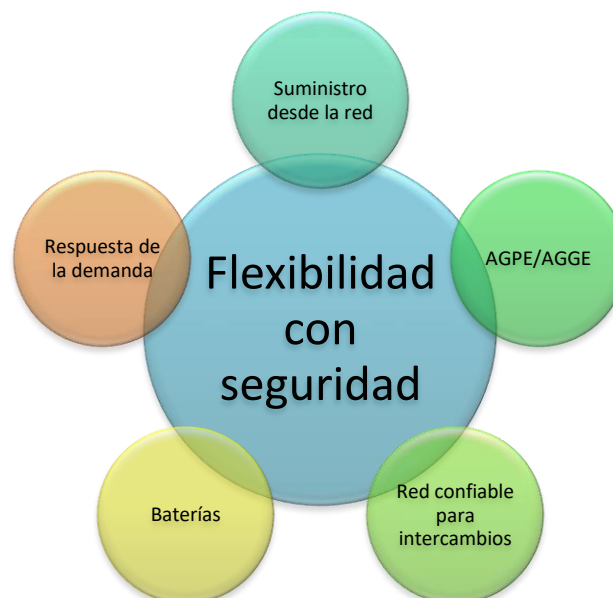 Suministro
desde la red
Respuesta de
la demanda
Flexibilidad
con
seguridad
AGPE/AGGE
Baterías
Red confiable
para
intercambios